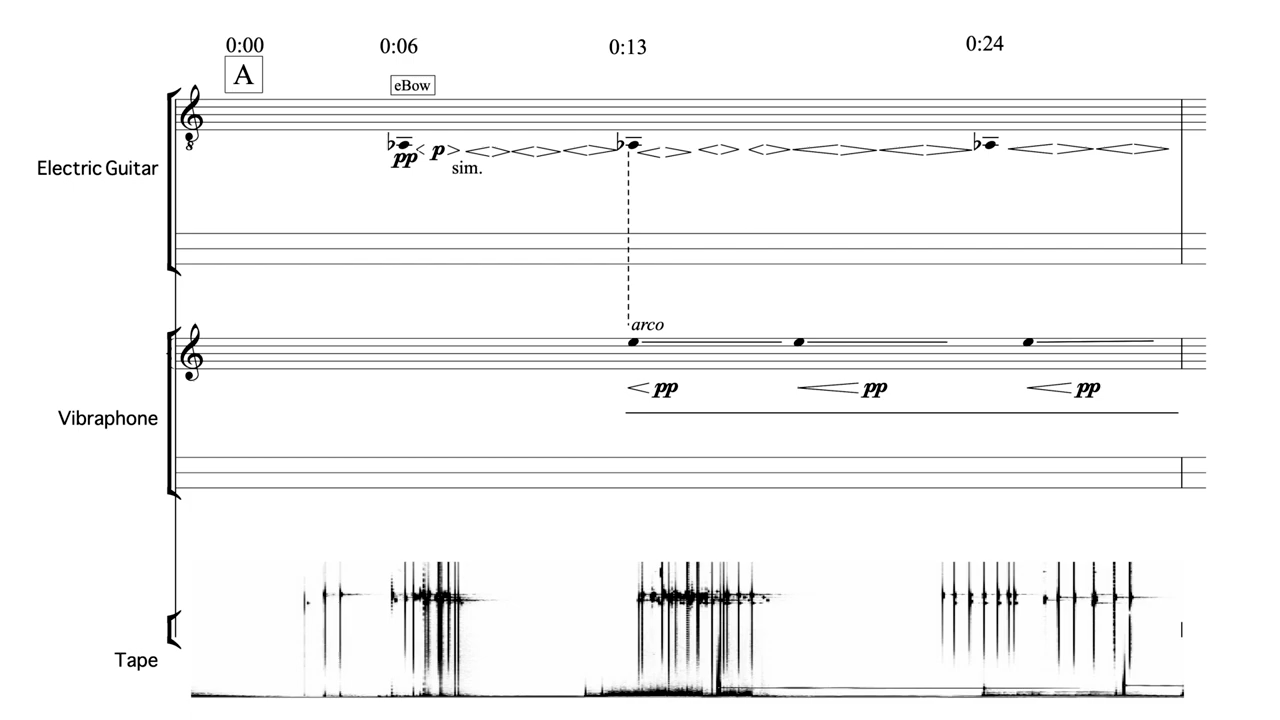 0:00 0:06 0:13 0:24
A
eBow
8
Electric Guitar
pp p
sim.
arco
pp pp pp
Vibraphone
Tape